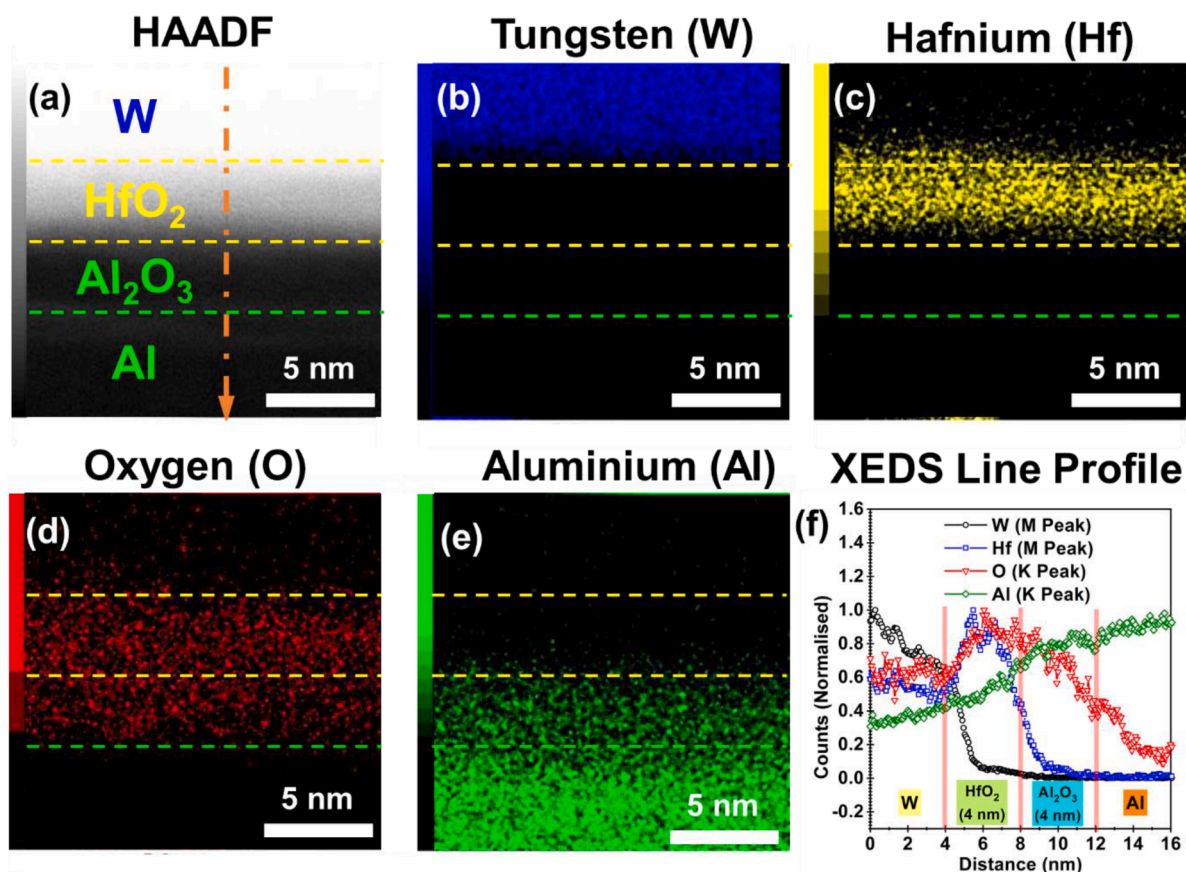 HAADF
Tungsten (W)
Hafnium (Hf)
(a)
W
HfO₂
Al₂O₃
Al
5 nm
(b)
5 nm
(c)
5 nm
Oxygen (O)
Aluminium (Al)
XEDS Line Profile
(d)
5 nm
(e)
5 nm
(f)
1.6
1.4
1.2
1.0
0.8
0.6
0.4
0.2
0.0
-0.2
Counts (Normalised)
W (M Peak)
Hf (M Peak)
O (K Peak)
Al (K Peak)
W
HfO₂
(4 nm)
Al₂O₃
(4 nm)
Al
0 2 4 6 8 10 12 14 16
Distance (nm)